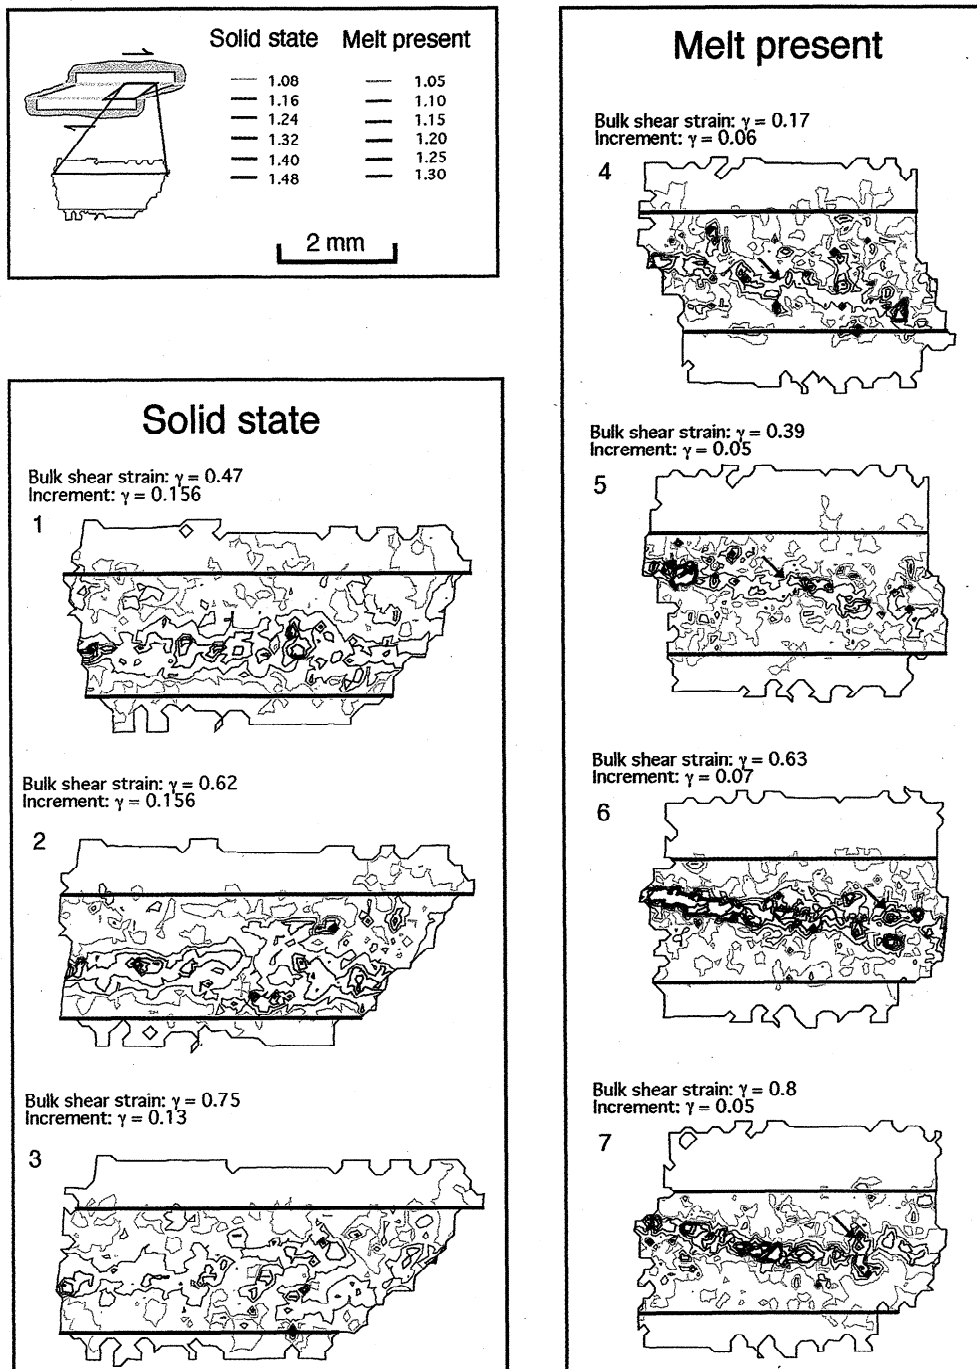 Solid state Melt present
1.08 1.05
1.16 1.10
1.24 1.15
1.32 1.20
1.40 1.25
1.48 1.30
2 mm
Solid state
Bulk shear strain: γ = 0.47
Increment: γ = 0.156
1
Bulk shear strain: γ = 0.62
Increment: γ = 0.156
2
Bulk shear strain: γ = 0.75
Increment: γ = 0.13
3
Melt present
Bulk shear strain: γ = 0.17
Increment: γ = 0.06
4
Bulk shear strain: γ = 0.39
Increment: γ = 0.05
5
Bulk shear strain: γ = 0.63
Increment: γ = 0.07
6
Bulk shear strain: γ = 0.8
Increment: γ = 0.05
7